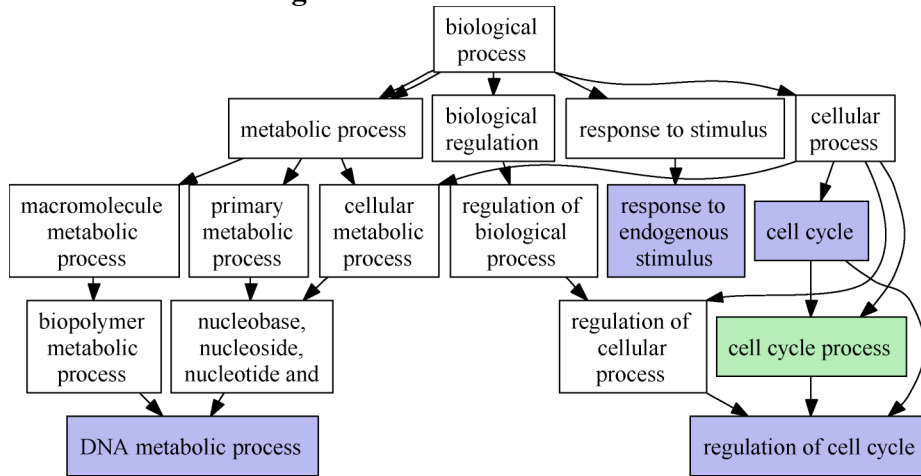 biological
process
metabolic process
biological
regulation
response to stimulus
cellular
process
macromolecule
metabolic
process
primary
metabolic
process
cellular
metabolic
process
regulation of
biological
process
response to
endogenous
stimulus
cell cycle
biopolymer
metabolic
process
nucleobase,
nucleoside,
nucleotide and
regulation of
cellular
process
cell cycle process
DNA metabolic process
regulation of cell cycle